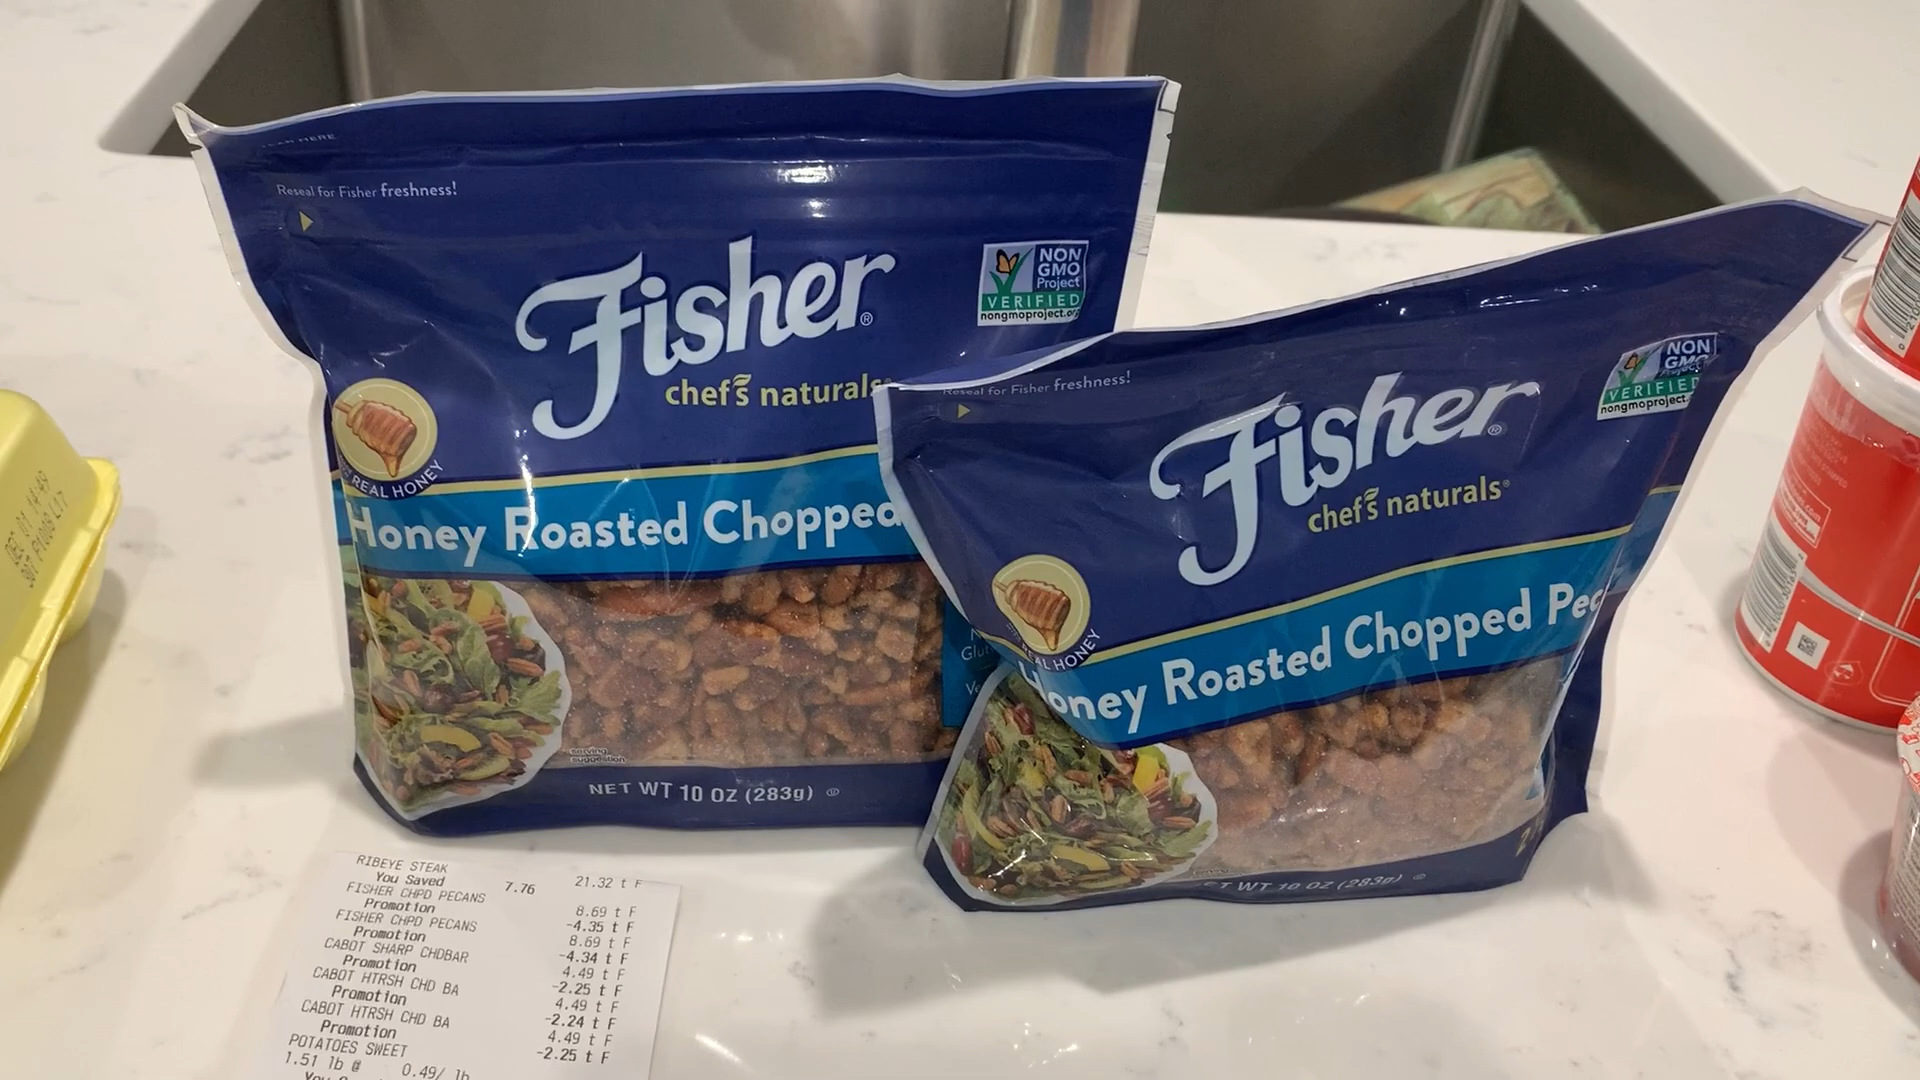 Reseal for Fisher freshness!
Fisher®
chef's naturals
NON
GMO
Project
VERIFIED
nongmoproject.org
REAL HONEY
Honey Roasted Chopped
serving
suggestion
NET WT 10 OZ (283g)
Reseal for Fisher freshness!
Fisher®
chef's naturals®
NON
GMO
Project
VERIFIED
nongmoproject.
REAL HONEY
Honey Roasted Chopped Pec
WT 10 OZ (283g)
RIBEYE STEAK 21.32 t F
You Saved 7.76
FISHER CHPD PECANS 8.69 t F
Promotion -4.35 t F
FISHER CHPD PECANS 8.69 t F
Promotion -4.34 t F
CABOT SHARP CHDBAR 4.49 t F
Promotion -2.25 t F
CABOT HTRSH CHD BA 4.49 t F
Promotion -2.24 t F
CABOT HTRSH CHD BA 4.49 t F
Promotion -2.25 t F
POTATOES SWEET
1.51 lb @ 0.49/ lb